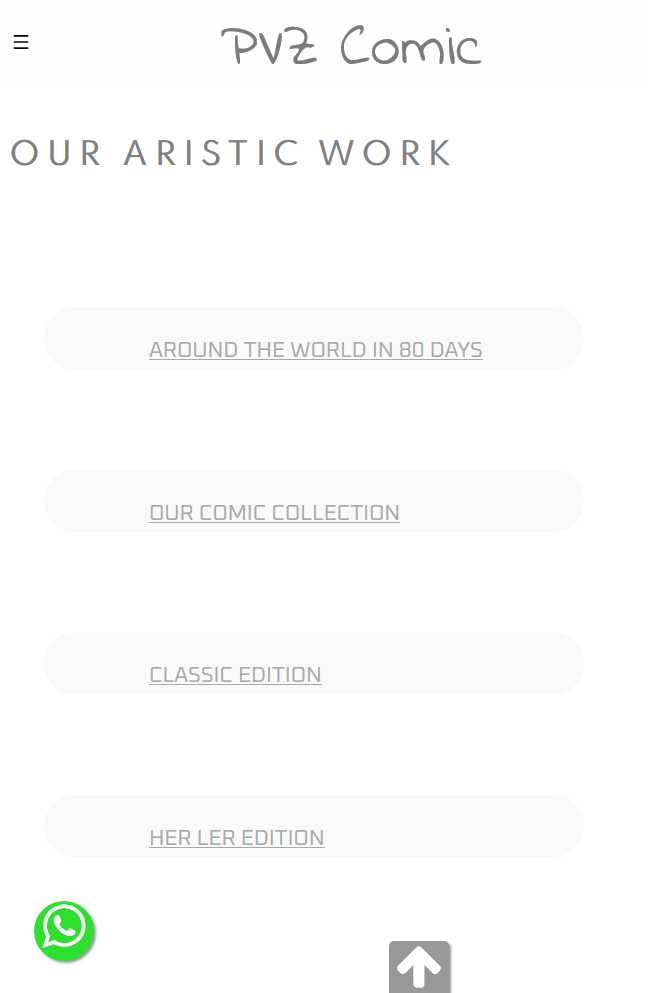 PVZ Comic
OUR ARISTIC WORK
AROUND THE WORLD IN 80 DAYS
OUR COMIC COLLECTION
CLASSIC EDITION
HER LER EDITION